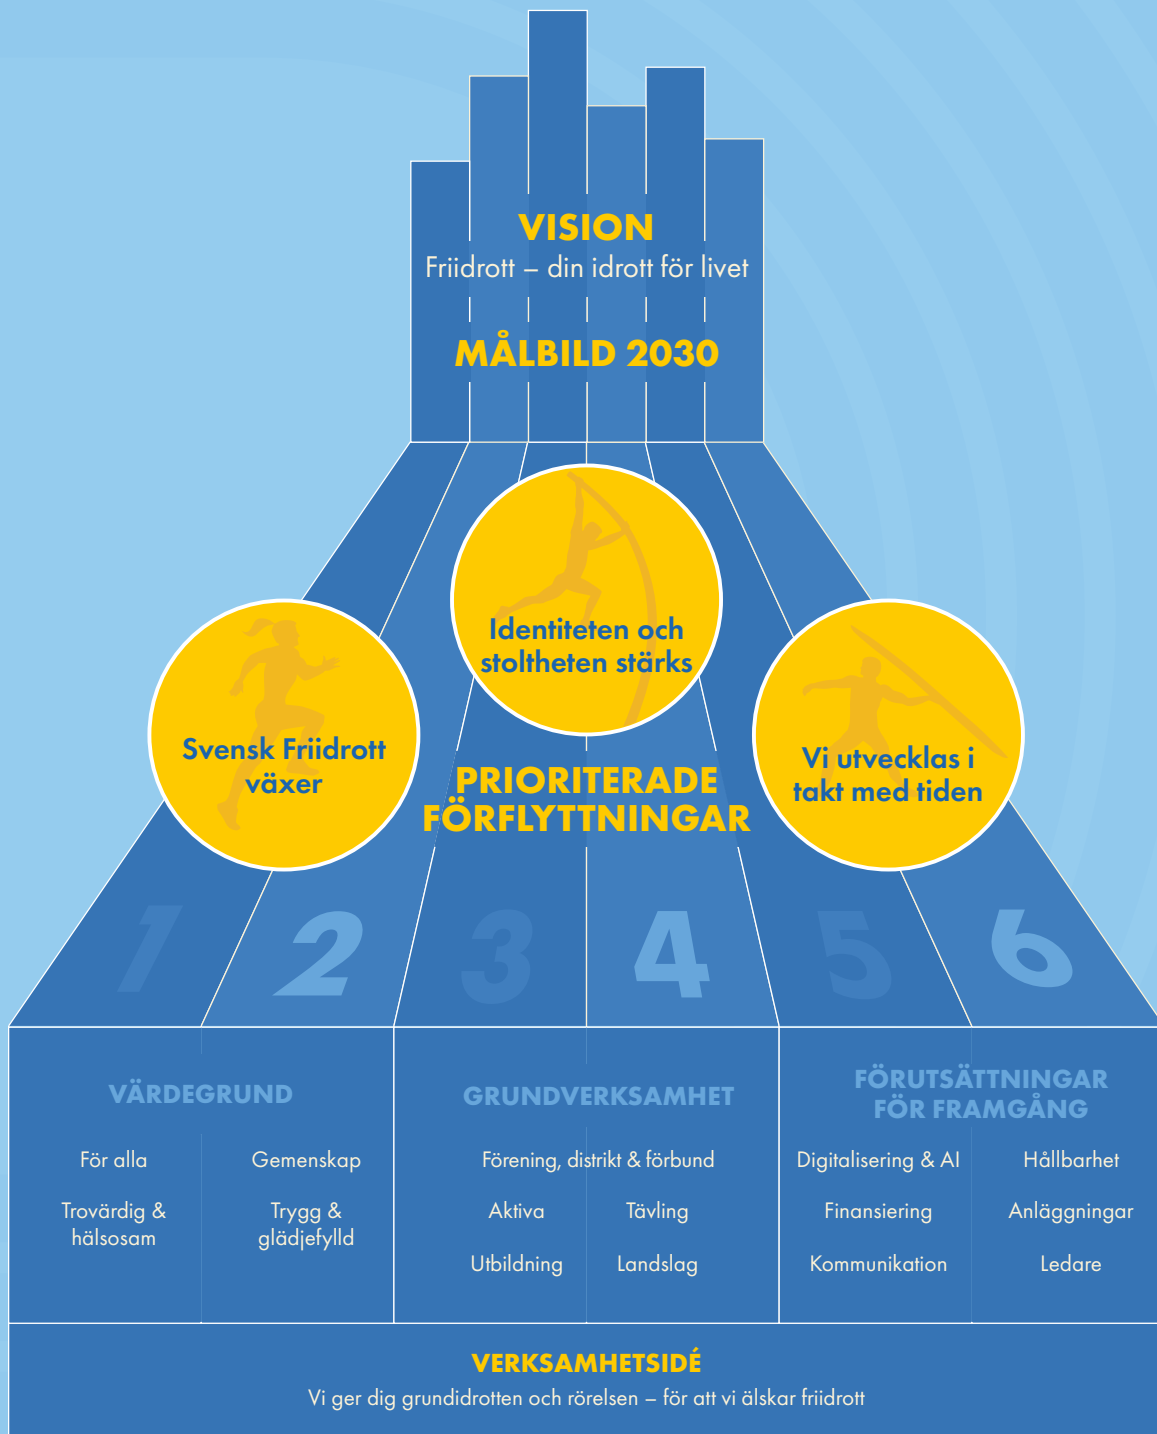 VISION
Friidrott – din idrott för livet
MÅLBILD 2030
Identiteten och
stoltheten stärks
Svensk Friidrott
växer
Vi utvecklas i
takt med tiden
PRIORITERADE
FÖRFLYTTNINGAR
1 2 3 4 5 6
VÄRDEGRUND
För alla
Gemenskap
Trovärdig &
hälsosam
Trygg &
glädjefylld
GRUNDVERKSAMHET
Förening, distrikt & förbund
Aktiva
Tävling
Utbildning
Landslag
FÖRUTSÄTTNINGAR
FÖR FRAMGÅNG
Digitalisering & AI
Hållbarhet
Finansiering
Anläggningar
Kommunikation
Ledare
VERKSAMHETSIDÉ
Vi ger dig grundidrotten och rörelsen – för att vi älskar friidrott